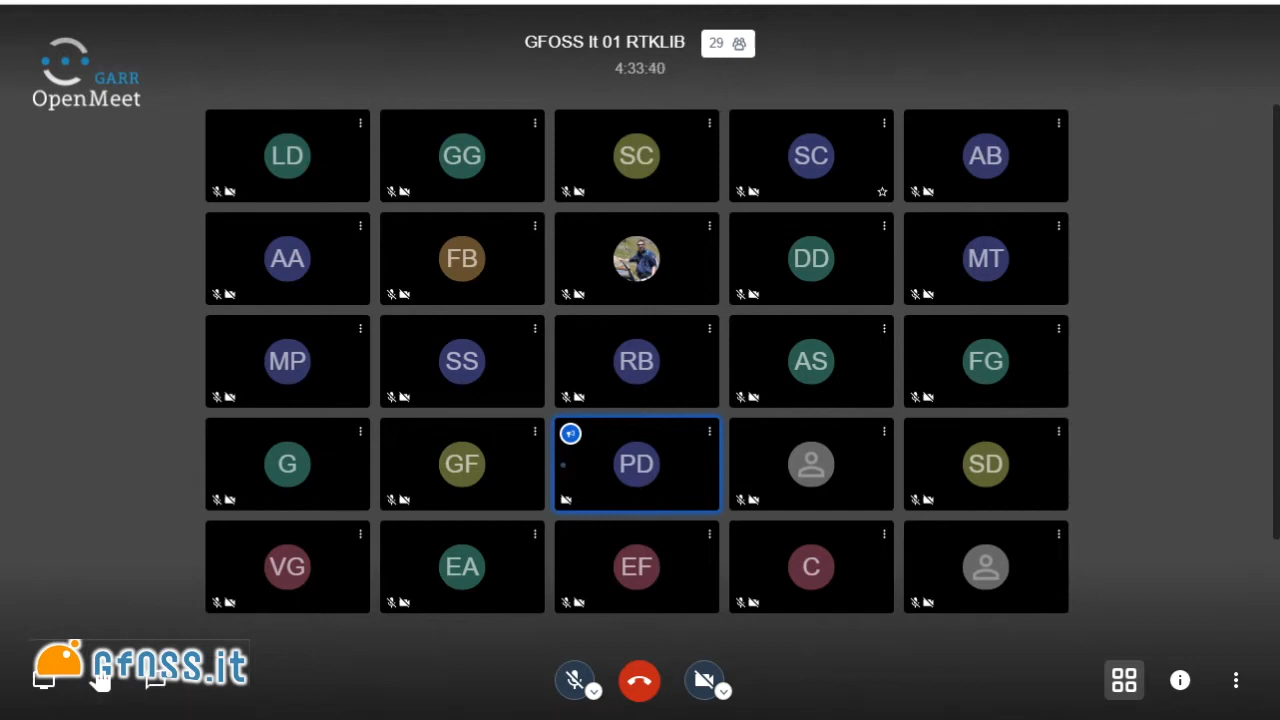 GFOSS It 01 RTKLIB 29
4:33:40
GARR
OpenMeet
LD GG SC SC AB
AA FB DD MT
MP SS RB AS FG
G GF PD SD
VG EA EF C
Gfoss.it